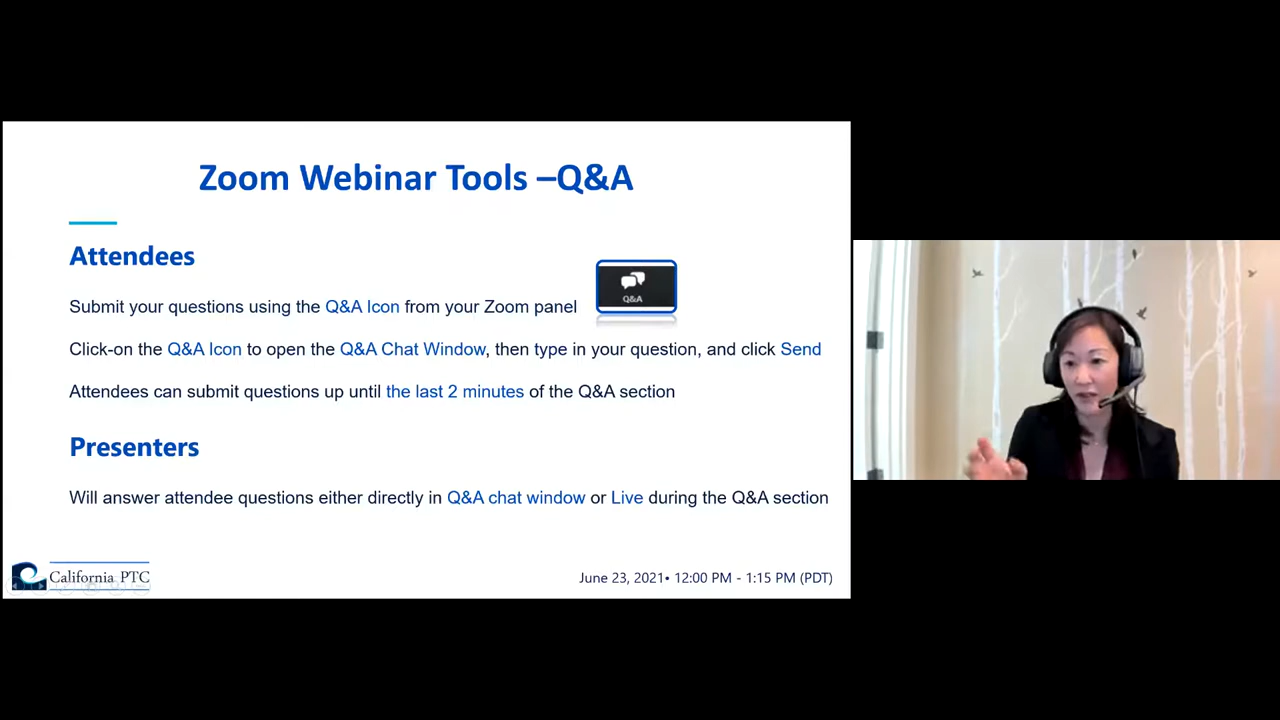 Zoom Webinar Tools –Q&A
Attendees
Submit your questions using the Q&A Icon from your Zoom panel
Q&A
Click-on the Q&A Icon to open the Q&A Chat Window, then type in your question, and click Send
Attendees can submit questions up until the last 2 minutes of the Q&A section
Presenters
Will answer attendee questions either directly in Q&A chat window or Live during the Q&A section
California PTC
June 23, 2021• 12:00 PM - 1:15 PM (PDT)